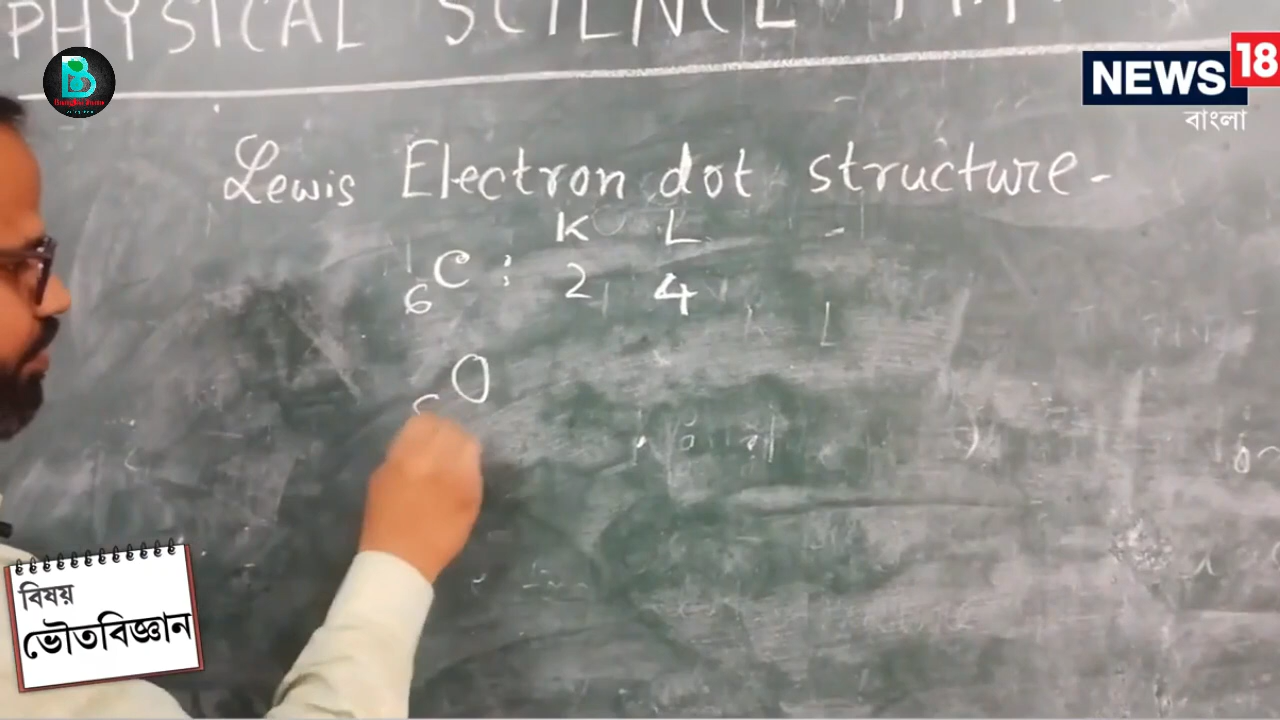 PHYSICAL SCIENCE
NEWS 18
বাংলা
Lewis Electron dot structure-
K L
6C : 2 4
O
বিষয়
ভৌতবিজ্ঞান